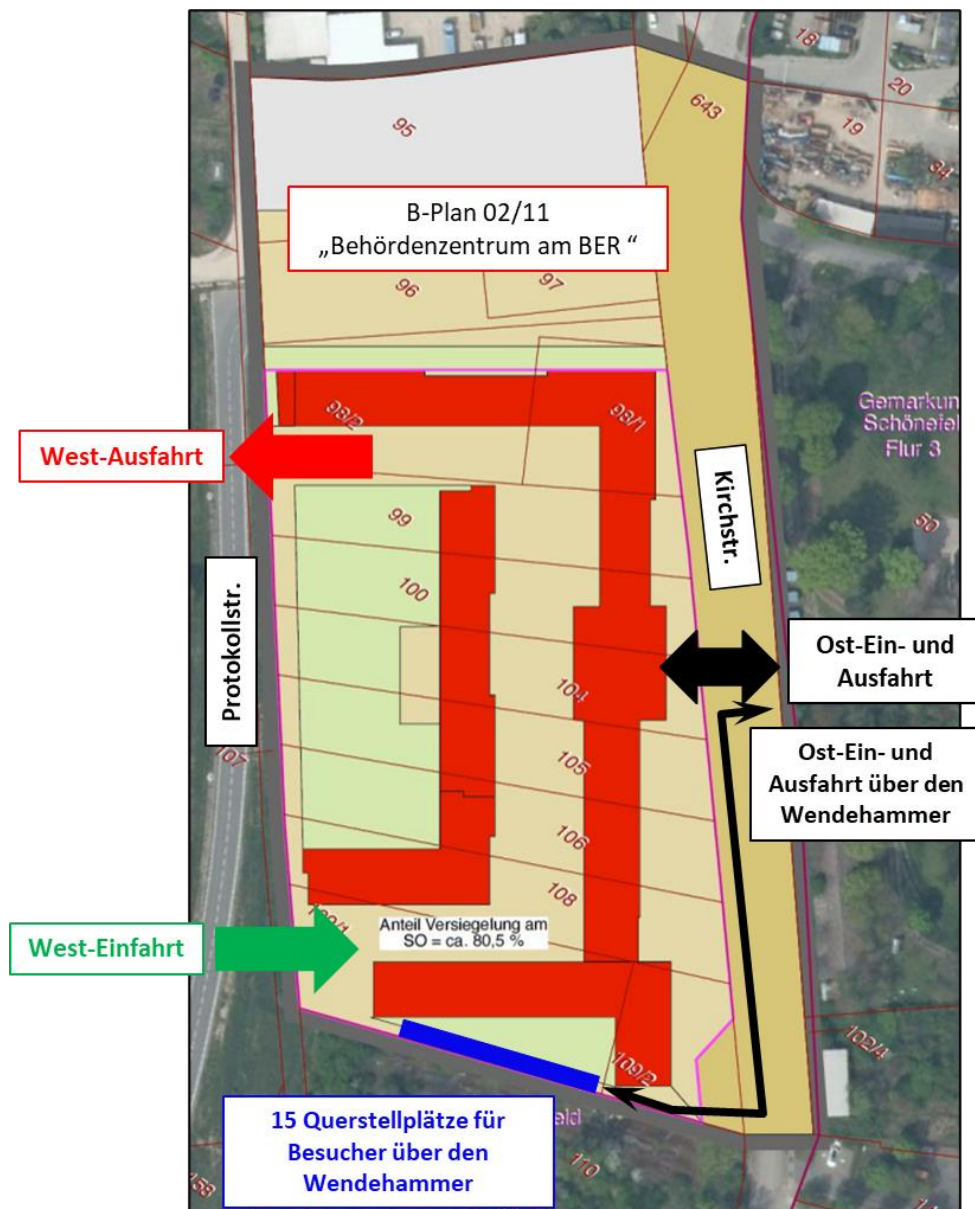 18
20
643
19
34
95
B-Plan 02/11
„Behördenzentrum am BER “
96
97
98/2
98/1
Gemarkun
Schönefel
Flur 3
West-Ausfahrt
Kirchstr.
99
50
100
Protokollstr.
Ost-Ein- und
Ausfahrt
104
107
105
Ost-Ein- und
Ausfahrt über den
Wendehammer
106
108
109/1
Anteil Versiegelung am
SO = ca. 80,5 %
West-Einfahrt
102/4
109/2
15 Querstellplätze für
Besucher über den
Wendehammer
110
158